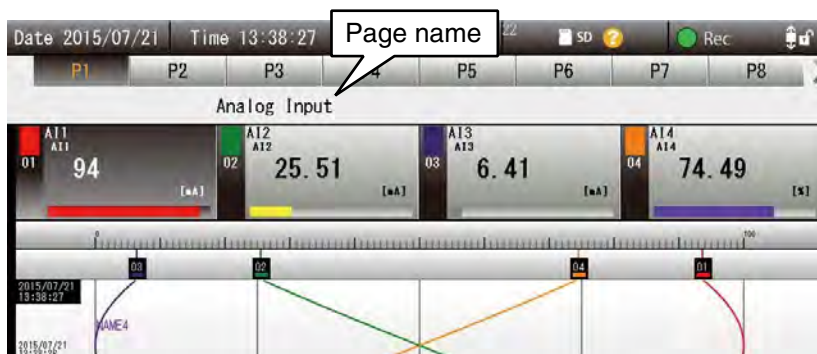 Date 2015/07/21 Time 13:38:27 Page name 22 SD ? Rec
P1 P2 P3 4 P5 P6 P7 P8
Analog Input
AI1 AI2 AI3 AI4
AI1 AI2 AI3 AI4
01 94 [mA] 02 25.51 [mA] 03 6.41 [mA] 04 74.49 [%]
0 100
03 02 04 01
2015/07/21
13:38:27
NAME4
2015/07/21